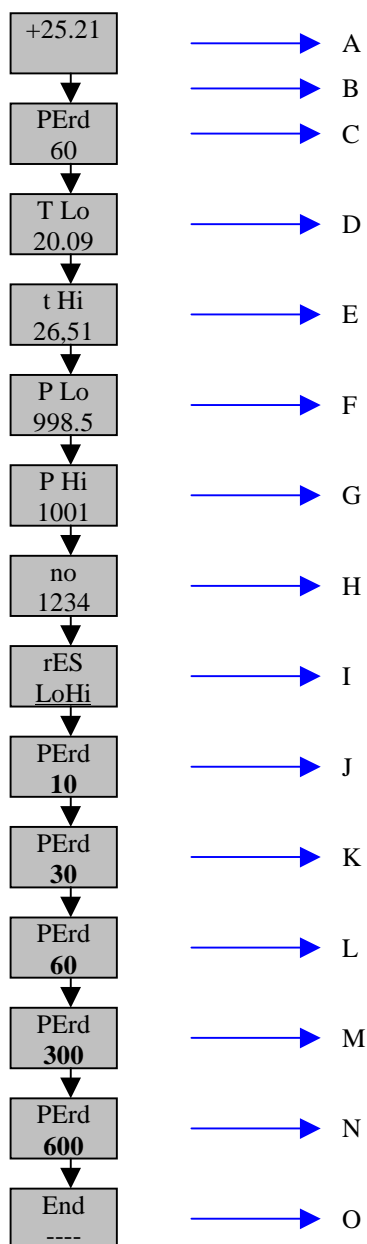 +25.21 A
B
PErd C
60
T Lo D
20.09
t Hi E
26,51
P Lo F
998.5
P Hi G
1001
no H
1234
rES I
LoHi
PErd J
10
PErd K
30
PErd L
60
PErd M
300
PErd N
600
End O
----